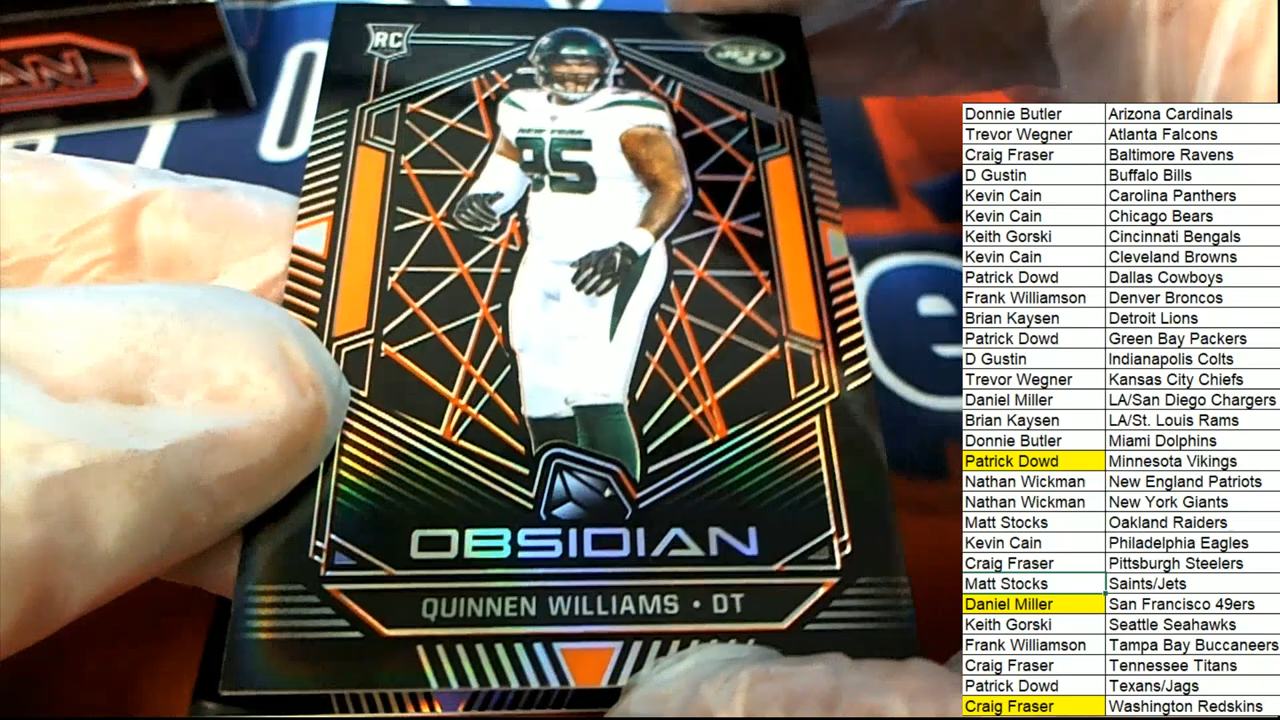 RC
JETS
NEW YORK
95
OBSIDIAN
QUINNEN WILLIAMS • DT
Donnie Butler Arizona Cardinals
Trevor Wegner Atlanta Falcons
Craig Fraser Baltimore Ravens
D Gustin Buffalo Bills
Kevin Cain Carolina Panthers
Kevin Cain Chicago Bears
Keith Gorski Cincinnati Bengals
Kevin Cain Cleveland Browns
Patrick Dowd Dallas Cowboys
Frank Williamson Denver Broncos
Brian Kaysen Detroit Lions
Patrick Dowd Green Bay Packers
D Gustin Indianapolis Colts
Trevor Wegner Kansas City Chiefs
Daniel Miller LA/San Diego Chargers
Brian Kaysen LA/St. Louis Rams
Donnie Butler Miami Dolphins
Patrick Dowd Minnesota Vikings
Nathan Wickman New England Patriots
Nathan Wickman New York Giants
Matt Stocks Oakland Raiders
Kevin Cain Philadelphia Eagles
Craig Fraser Pittsburgh Steelers
Matt Stocks Saints/Jets
Daniel Miller San Francisco 49ers
Keith Gorski Seattle Seahawks
Frank Williamson Tampa Bay Buccaneers
Craig Fraser Tennessee Titans
Patrick Dowd Texans/Jags
Craig Fraser Washington Redskins